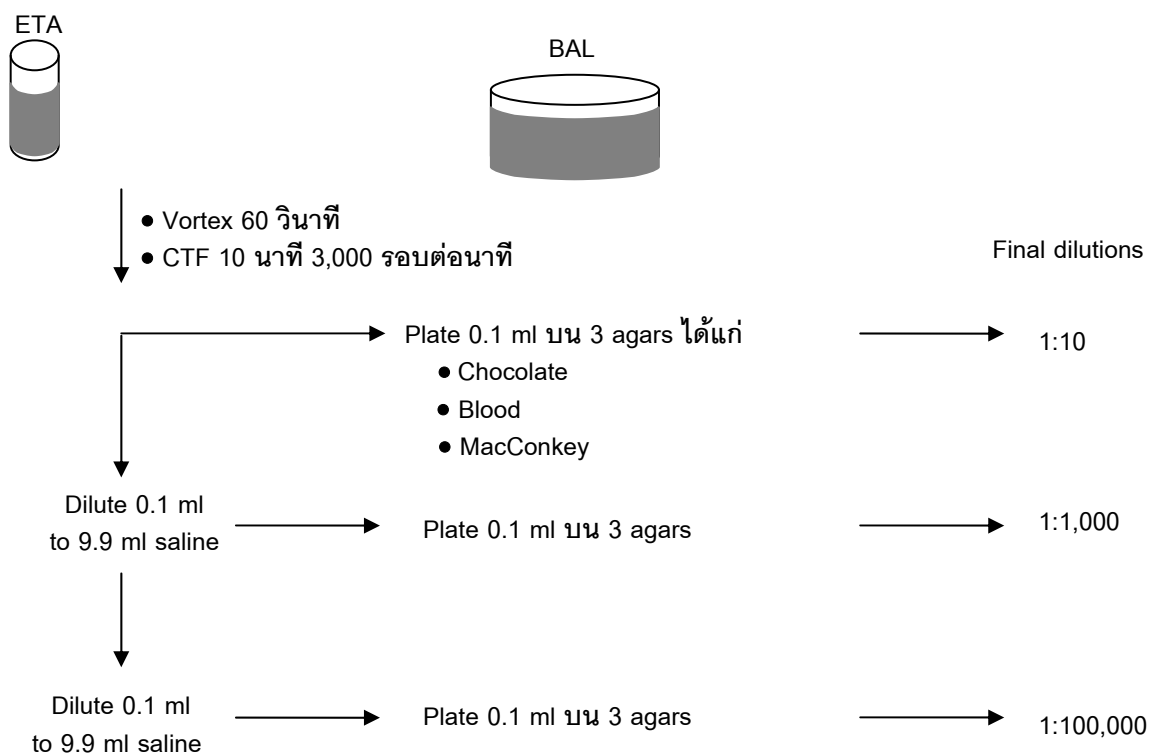 ETA
BAL
● Vortex 60 วินาที
● CTF 10 นาที 3,000 รอบต่อนาที
Final dilutions
Plate 0.1 ml บน 3 agars ได้แก่
1:10
● Chocolate
● Blood
● MacConkey
Dilute 0.1 ml
to 9.9 ml saline
Plate 0.1 ml บน 3 agars
1:1,000
Dilute 0.1 ml
to 9.9 ml saline
Plate 0.1 ml บน 3 agars
1:100,000